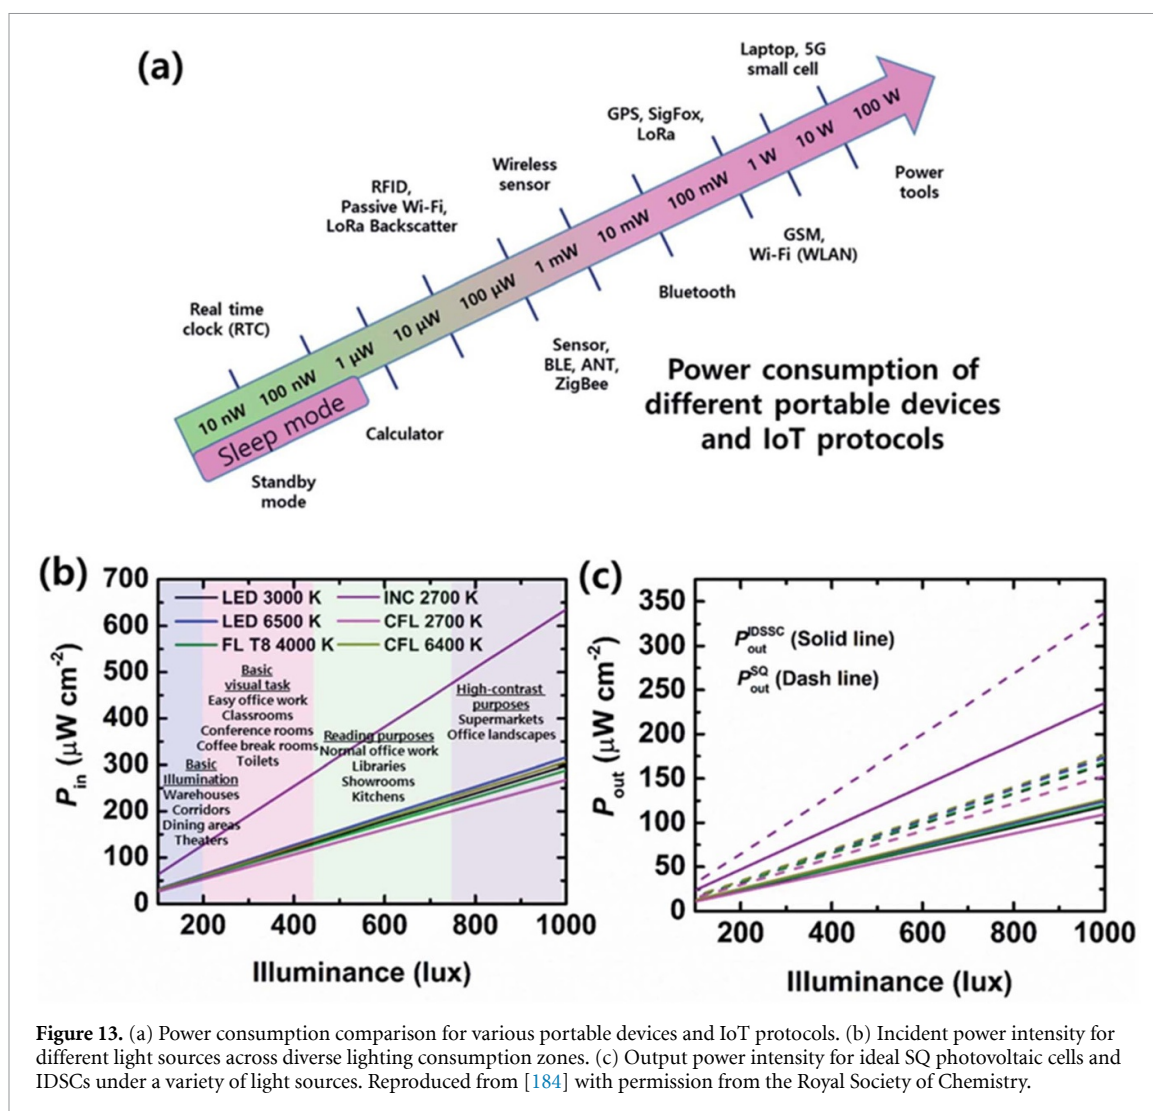 (a)
Laptop, 5G
small cell
GPS, SigFox,
LoRa
Wireless
sensor
RFID,
Passive Wi-Fi,
LoRa Backscatter
Real time
clock (RTC)
10 nW 100 nW 1 μW 10 μW 100 μW 1 mW 10 mW 100 mW 1 W 10 W 100 W
Sleep mode
Standby
mode
Calculator
Sensor,
BLE, ANT,
ZigBee
Bluetooth
GSM,
Wi-Fi (WLAN)
Power
tools
Power consumption of
different portable devices
and IoT protocols
(b)
700
600
500
400
300
200
100
0
P in (μW cm-2)
LED 3000 K
LED 6500 K
FL T8 4000 K
INC 2700 K
CFL 2700 K
CFL 6400 K
Basic
Illumination
Warehouses
Corridors
Dining areas
Theaters
Basic
visual task
Easy office work
Classrooms
Conference rooms
Coffee break rooms
Toilets
Reading purposes
Normal office work
Libraries
Showrooms
Kitchens
High-contrast
purposes
Supermarkets
Office landscapes
200 400 600 800 1000
Illuminance (lux)
(c)
350
300
250
200
150
100
50
0
P out (μW cm-2)
P out IDSSC (Solid line)
P out SQ (Dash line)
200 400 600 800 1000
Illuminance (lux)
Figure 13. (a) Power consumption comparison for various portable devices and IoT protocols. (b) Incident power intensity for
different light sources across diverse lighting consumption zones. (c) Output power intensity for ideal SQ photovoltaic cells and
IDSCs under a variety of light sources. Reproduced from [184] with permission from the Royal Society of Chemistry.